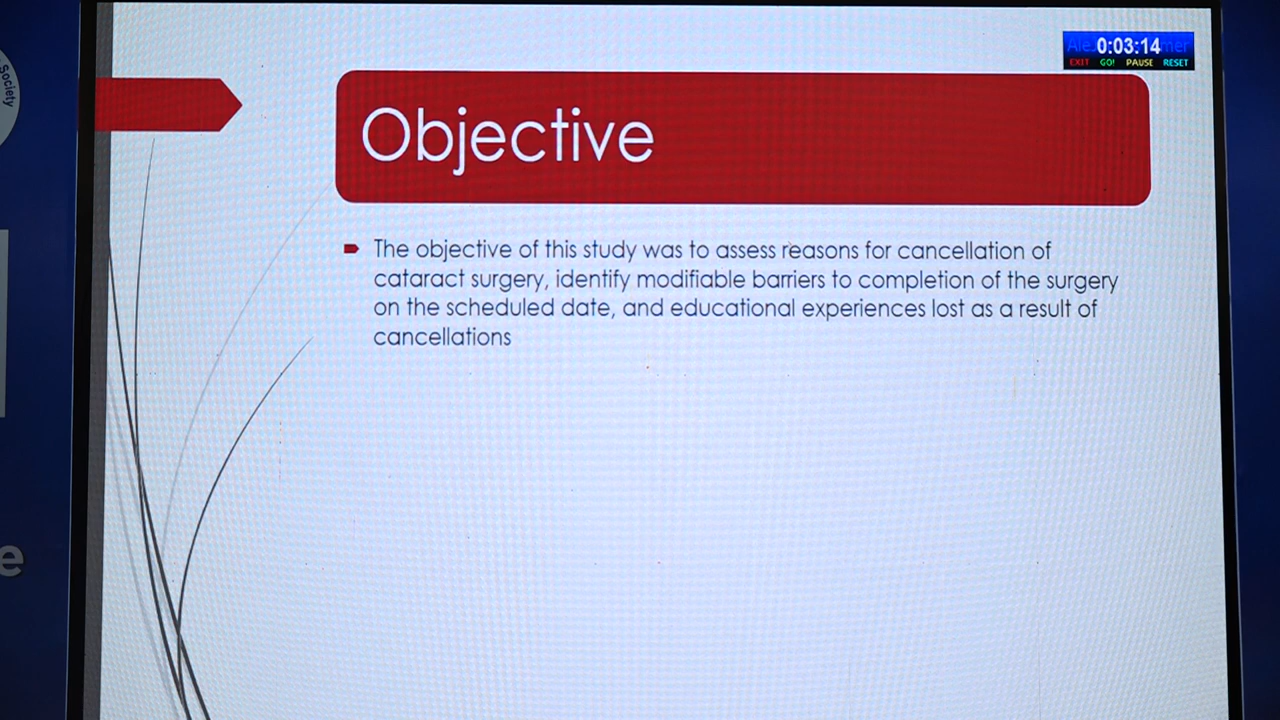 Society
0:03:14
EXIT GO! PAUSE RESET
Objective
The objective of this study was to assess reasons for cancellation of
cataract surgery, identify modifiable barriers to completion of the surgery
on the scheduled date, and educational experiences lost as a result of
cancellations
e